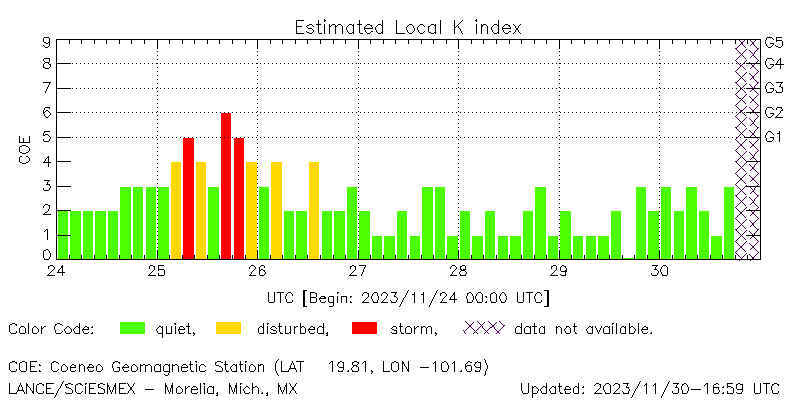 Estimated Local K index
9 G5
8 G4
7 G3
6 G2
5 G1
4
3
2
1
0
COE
24 25 26 27 28 29 30
UTC [Begin: 2023/11/24 00:00 UTC]
Color Code: quiet, disturbed, storm, data not available.
COE: Coeneo Geomagnetic Station (LAT 19.81, LON -101.69)
LANCE/SCiESMEX - Morelia, Mich., MX Updated: 2023/11/30-16:59 UTC